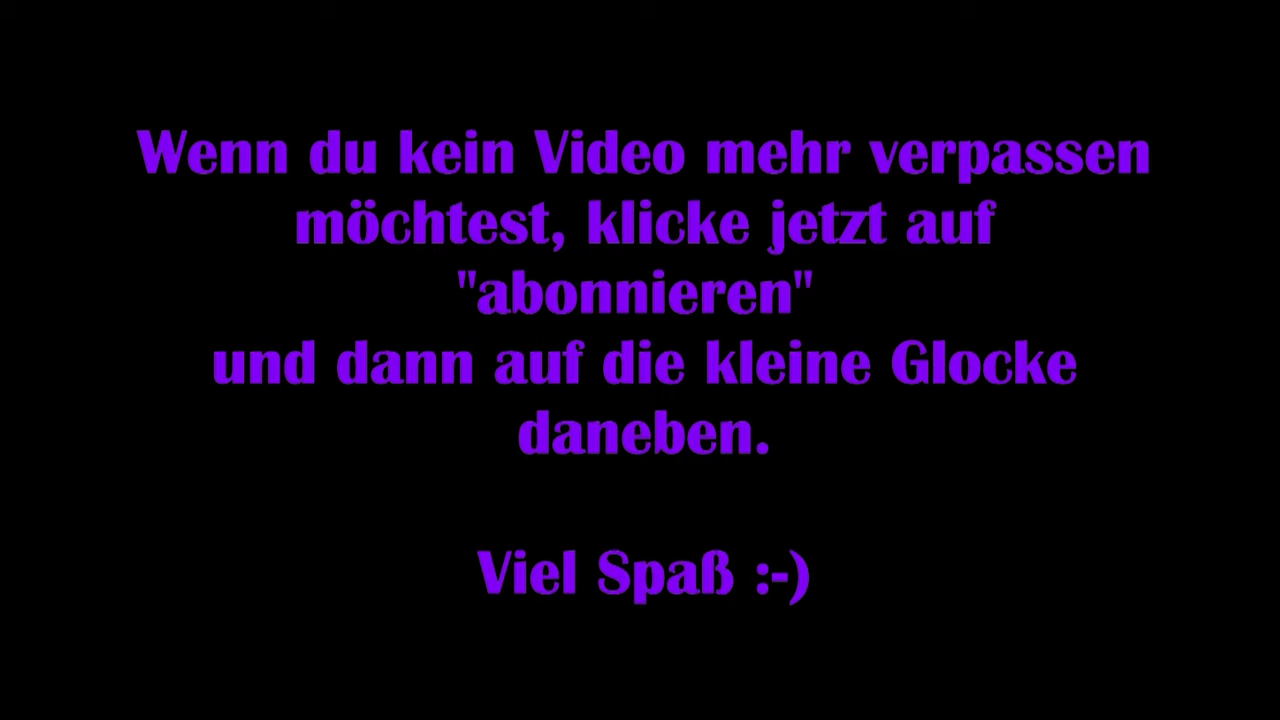 Wenn du kein Video mehr verpassen
möchtest, klicke jetzt auf
"abonnieren"
und dann auf die kleine Glocke
daneben.
Viel Spaß :-)